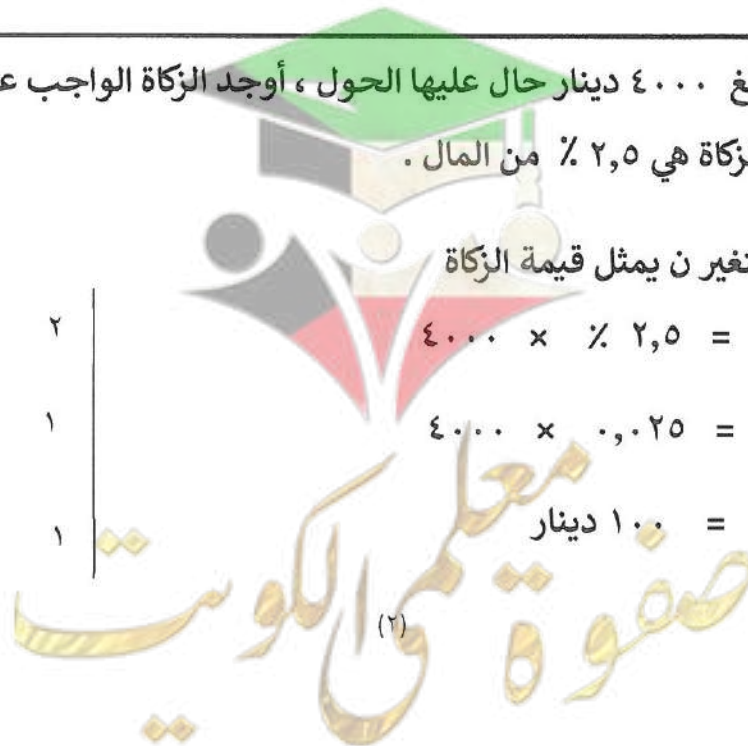 غ ٤٠٠٠ دينار حال عليها الحول ، أوجد الزكاة الواجب ع
زكاة هي ٢,٥ ٪ من المال .
تغير ن يمثل قيمة الزكاة
= ٢,٥ ٪ × ٤٠٠٠
٢
= ٠,٠٢٥ × ٤٠٠٠
١
= ١٠٠ دينار
١
(٢)
صفوة معلمي الكويت